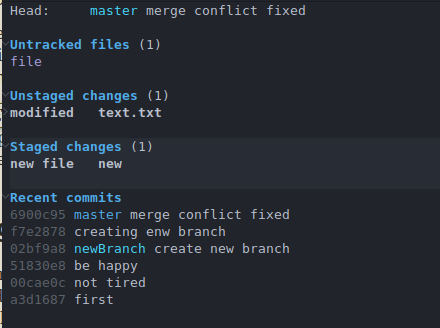 Head:     master merge conflict fixed
Untracked files (1)
file
Unstaged changes (1)
modified   text.txt
Staged changes (1)
new file   new
Recent commits
6900c95 master merge conflict fixed
f7e2878 creating enw branch
02bf9a8 newBranch create new branch
51830e8 be happy
00cae0c not tired
a3d1687 first